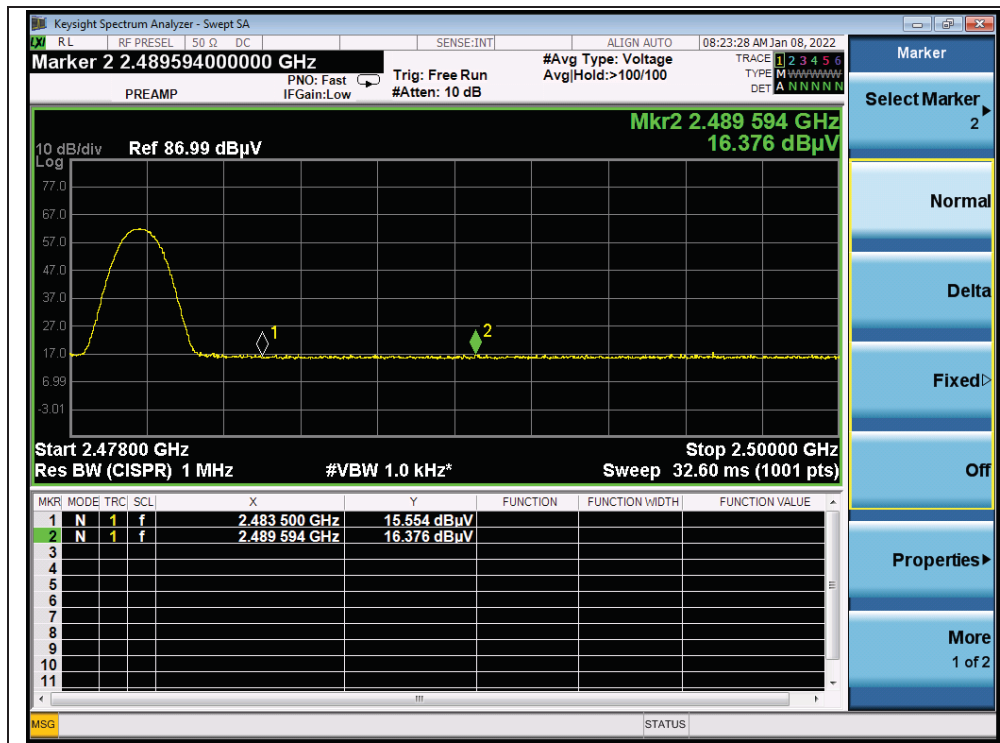 Keysight Spectrum Analyzer - Swept SA
LXI RL RF PRESEL 50 Ω DC SENSE:INT ALIGN AUTO 08:23:28 AM Jan 08, 2022
Marker 2 2.489594000000 GHz
PREAMP
PNO: Fast
IFGain:Low
Trig: Free Run
#Atten: 10 dB
#Avg Type: Voltage
Avg|Hold:>100/100
TRACE 1 2 3 4 5 6
TYPE M WWWWW
DET A N N N N N
Mkr2 2.489 594 GHz
16.376 dBµV
10 dB/div Ref 86.99 dBµV
Log
77.0
67.0
57.0
47.0
37.0
27.0
17.0
6.99
-3.01
1
2
Start 2.47800 GHz Stop 2.50000 GHz
Res BW (CISPR) 1 MHz #VBW 1.0 kHz* Sweep 32.60 ms (1001 pts)
MKR MODE TRC SCL X Y FUNCTION FUNCTION WIDTH FUNCTION VALUE
1 N 1 f 2.483 500 GHz 15.554 dBµV
2 N 1 f 2.489 594 GHz 16.376 dBµV
3
4
5
6
7
8
9
10
11
MSG STATUS
Marker
Select Marker
2
Normal
Delta
Fixed
Off
Properties
More
1 of 2